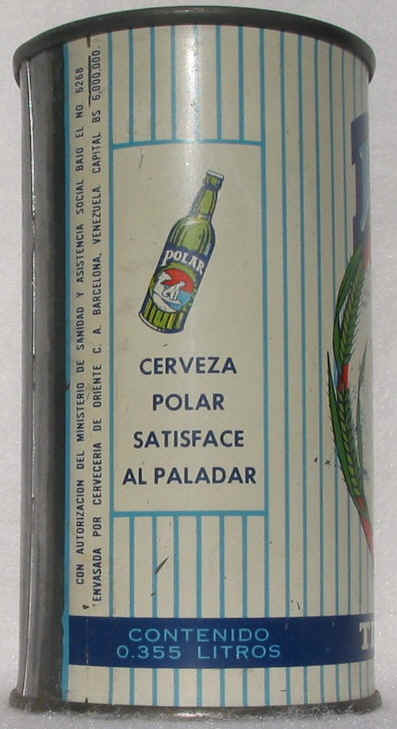 CON AUTORIZACION DEL MINISTERIO DE SANIDAD Y ASISTENCIA SOCIAL BAJO EL NO 6268
ENVASADA POR CERVECERIA DE ORIENTE C. A. BARCELONA, VENEZUELA. CAPITAL BS 6,000.000.
POLAR
CERVEZA
POLAR
SATISFACE
AL PALADAR
CONTENIDO
0.355 LITROS